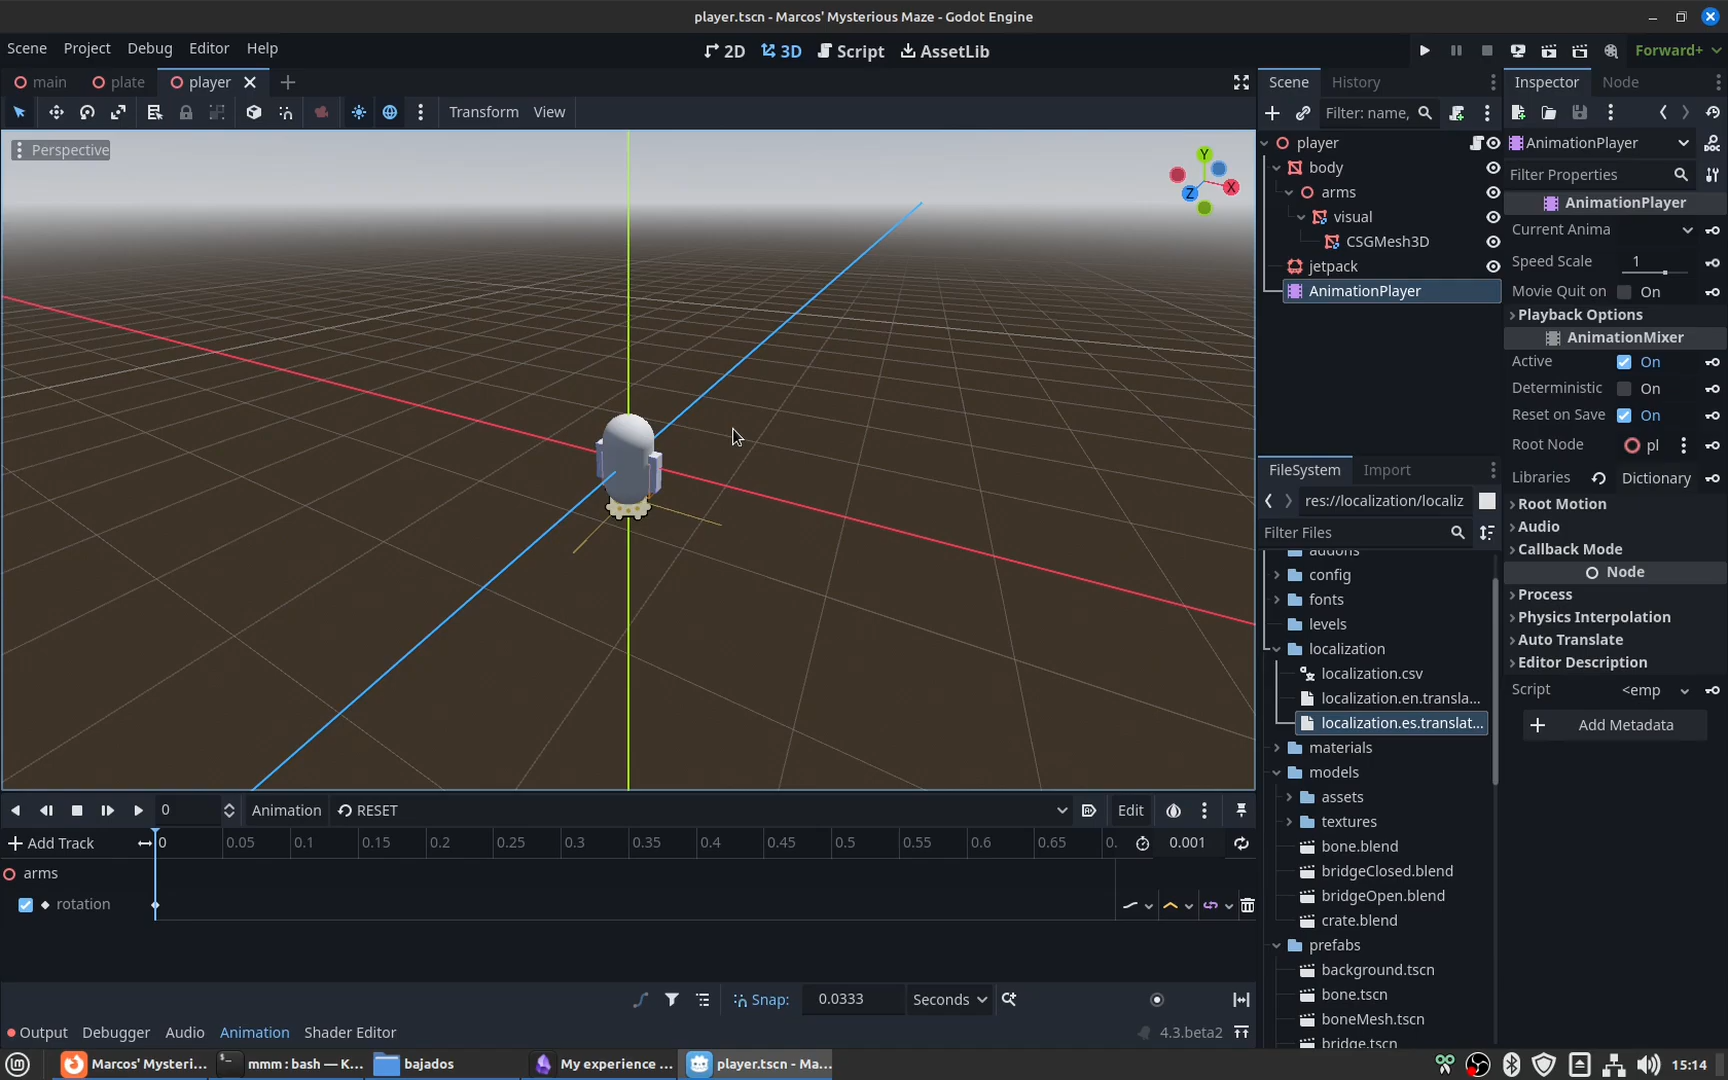 player.tscn - Marcos' Mysterious Maze - Godot Engine
Scene Project Debug Editor Help
2D 3D Script AssetLib
Forward+
main plate player
Scene History
Inspector Node
Transform View
Filter: name,
Perspective
Y
X
Z
player
body
arms
visual
CSGMesh3D
jetpack
AnimationPlayer
AnimationPlayer
Filter Properties
AnimationPlayer
Current Anima
Speed Scale 1
Movie Quit on On
Playback Options
AnimationMixer
Active On
Deterministic On
Reset on Save On
Root Node pl
Libraries Dictionary
Root Motion
Audio
Callback Mode
Node
Process
Physics Interpolation
Auto Translate
Editor Description
Script <emp
Add Metadata
FileSystem Import
res://localization/localiz
Filter Files
addons
config
fonts
levels
localization
localization.csv
localization.en.transla...
localization.es.translat...
materials
models
assets
textures
bone.blend
bridgeClosed.blend
bridgeOpen.blend
crate.blend
prefabs
background.tscn
bone.tscn
boneMesh.tscn
bridge.tscn
0 Animation RESET Edit
Add Track 0 0.05 0.1 0.15 0.2 0.25 0.3 0.35 0.4 0.45 0.5 0.55 0.6 0.65 0. 0.001
arms
rotation
Snap: 0.0333 Seconds
Output Debugger Audio Animation Shader Editor 4.3.beta2
Marcos' Mysteri... mmm : bash — K... bajados My experience ... player.tscn - Ma... 15:14